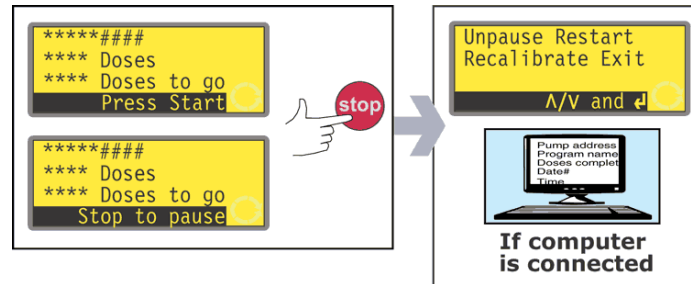 *****####
**** Doses
**** Doses to go
Press Start
*****####
**** Doses
**** Doses to go
Stop to pause
stop
Unpause Restart
Recalibrate Exit
Λ/V and ↲
Pump address
Program name
Doses complet
Date#
Time
If computer
is connected